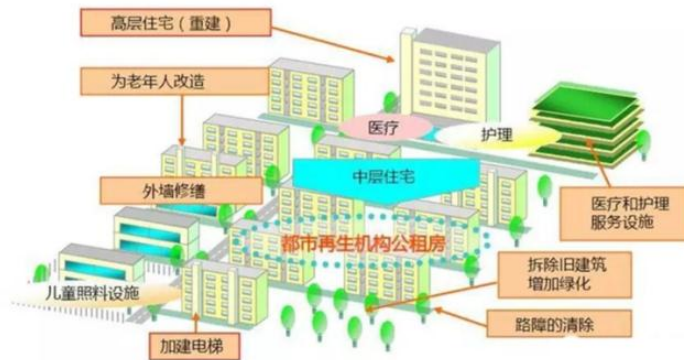 高层住宅（重建）
为老年人改造
医疗
护理
外墙修缮
中层住宅
医疗和护理
服务设施
都市再生机构公租房
拆除旧建筑
增加绿化
儿童照料设施
路障的清除
加建电梯